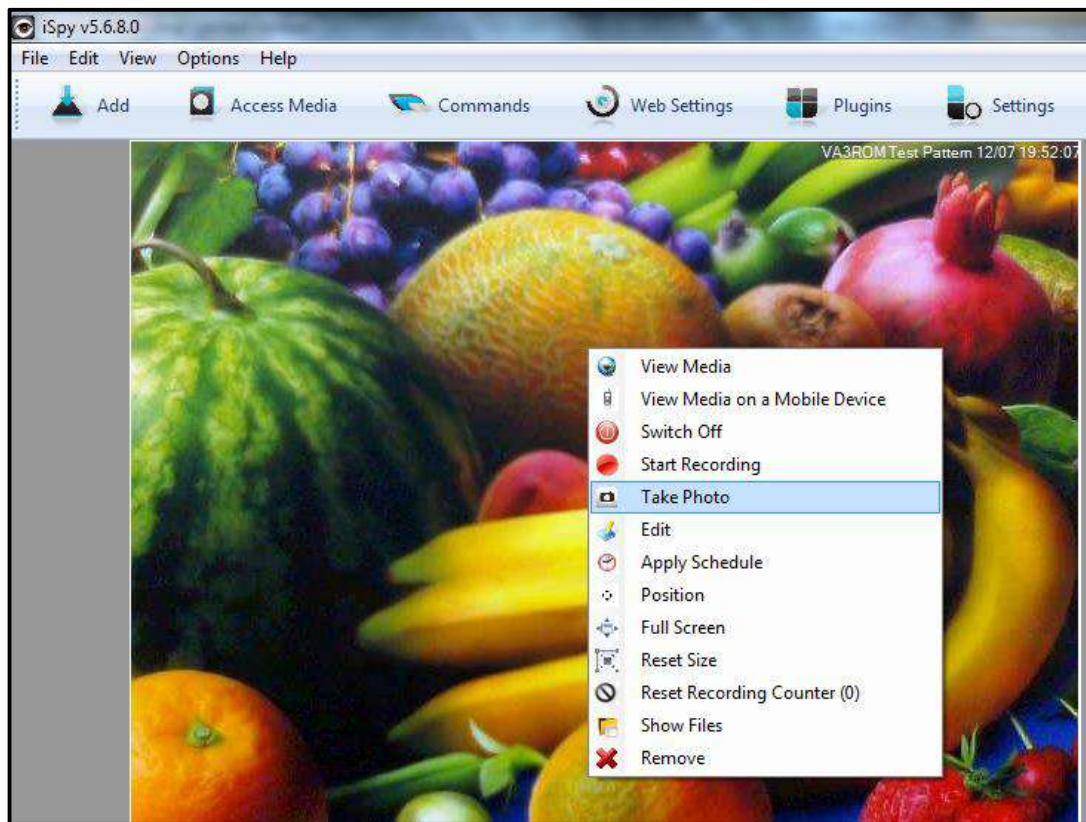 iSpy v5.6.8.0
File Edit View Options Help
Add Access Media Commands Web Settings Plugins Settings
VA3ROM Test Pattern 12/07 19:52:07
View Media
View Media on a Mobile Device
Switch Off
Start Recording
Take Photo
Edit
Apply Schedule
Position
Full Screen
Reset Size
Reset Recording Counter (0)
Show Files
Remove